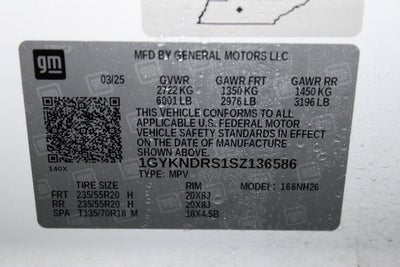 gm
MFD BY GENERAL MOTORS LLC
03/25 GVWR GAWR FRT GAWR RR
2722 KG 1350 KG 1450 KG
6001 LB 2976 LB 3196 LB
THIS VEHICLE CONFORMS TO ALL
APPLICABLE U.S. FEDERAL MOTOR
VEHICLE SAFETY STANDARDS IN EFFECT
ON THE DATE OF MANUFACTURE
SHOWN ABOVE.
1GYKNDRS1SZ136586
140X TYPE: MPV
TIRE SIZE RIM MODEL: 166NH26
FRT 235/55R20 H 20X8J
RR 235/55R20 H 20X8J
SPA T135/70R18 M 18X4.5B